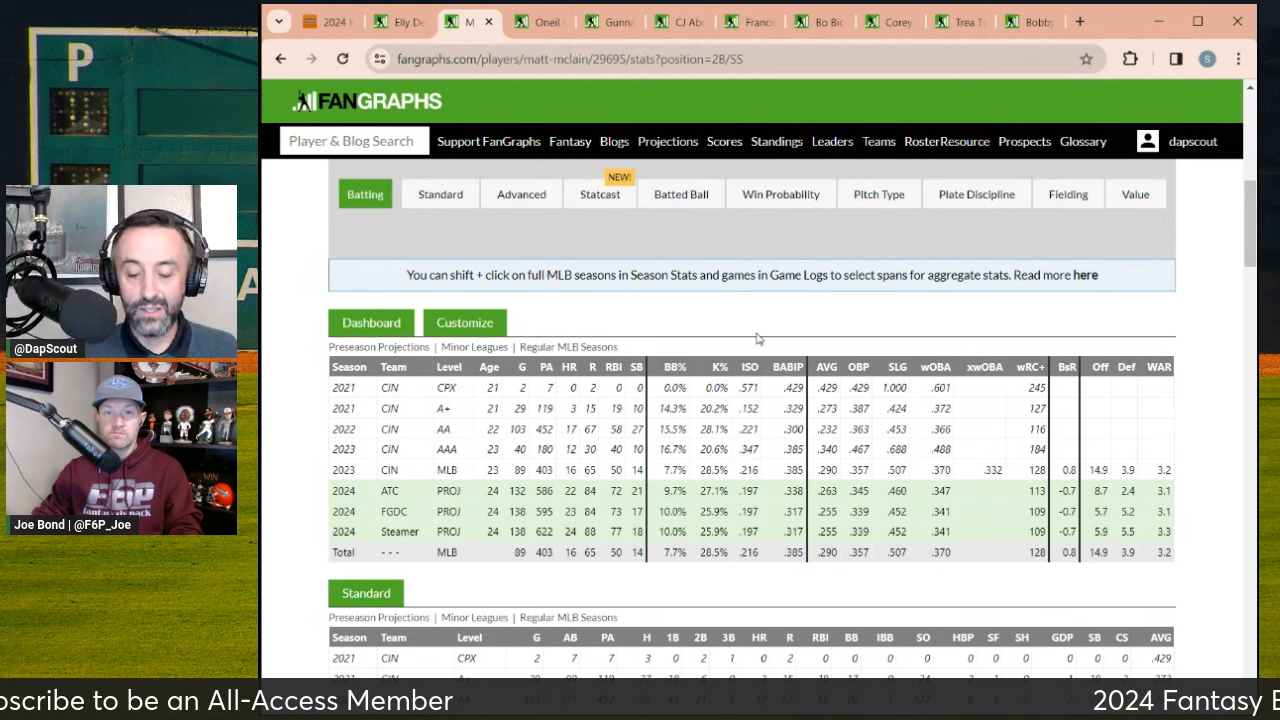 2024 F
Elly De
M
Oneil
Gunna
CJ Ab
Franci
Bo Bic
Corey
Trea T
Bobby
fangraphs.com/players/matt-mclain/29695/stats?position=2B/SS
S
P
FANGRAPHS
Player & Blog Search Support FanGraphs Fantasy Blogs Projections Scores Standings Leaders Teams RosterResource Prospects Glossary dapscout
NEW!
Batting Standard Advanced Statcast Batted Ball Win Probability Pitch Type Plate Discipline Fielding Value
You can shift + click on full MLB seasons in Season Stats and games in Game Logs to select spans for aggregate stats. Read more here
Dashboard Customize
Preseason Projections | Minor Leagues | Regular MLB Seasons
Season Team Level Age G PA HR R RBI SB BB% K% ISO BABIP AVG OBP SLG wOBA xwOBA wRC+ BsR Off Def WAR
2021 CIN CPX 21 2 7 0 2 0 0 0.0% 0.0% .571 .429 .429 .429 1.000 .601 245
2021 CIN A+ 21 29 119 3 15 19 10 14.3% 20.2% .152 .329 .273 .387 .424 .372 127
2022 CIN AA 22 103 452 17 67 58 27 15.5% 28.1% .221 .300 .232 .363 .453 .366 116
2023 CIN AAA 23 40 180 12 30 40 10 16.7% 20.6% .347 .385 .340 .467 .688 .488 184
2023 CIN MLB 23 89 403 16 65 50 14 7.7% 28.5% .216 .385 .290 .357 .507 .370 .332 128 0.8 14.9 3.9 3.2
2024 ATC PROJ 24 132 586 22 84 72 21 9.7% 27.1% .197 .338 .263 .345 .460 .347 113 -0.7 8.7 2.4 3.1
2024 FGDC PROJ 24 138 595 23 84 73 17 10.0% 25.9% .197 .317 .255 .339 .452 .341 109 -0.7 5.7 5.2 3.1
2024 Steamer PROJ 24 138 622 24 88 77 18 10.0% 25.9% .197 .317 .255 .339 .452 .341 109 -0.7 5.9 5.5 3.3
Total - - - MLB 89 403 16 65 50 14 7.7% 28.5% .216 .385 .290 .357 .507 .370 128 0.8 14.9 3.9 3.2
Standard
Preseason Projections | Minor Leagues | Regular MLB Seasons
Season Team Level G AB PA H 1B 2B 3B HR R RBI BB IBB SO HBP SF SH GDP SB CS AVG
2021 CIN CPX 2 7 7 3 0 2 1 0 2 0 0 0 0 0 0 0 0 0 0 .429
@DapScout
Joe Bond | @F6P_Joe
oscribe to be an All-Access Member
2024 Fantasy B